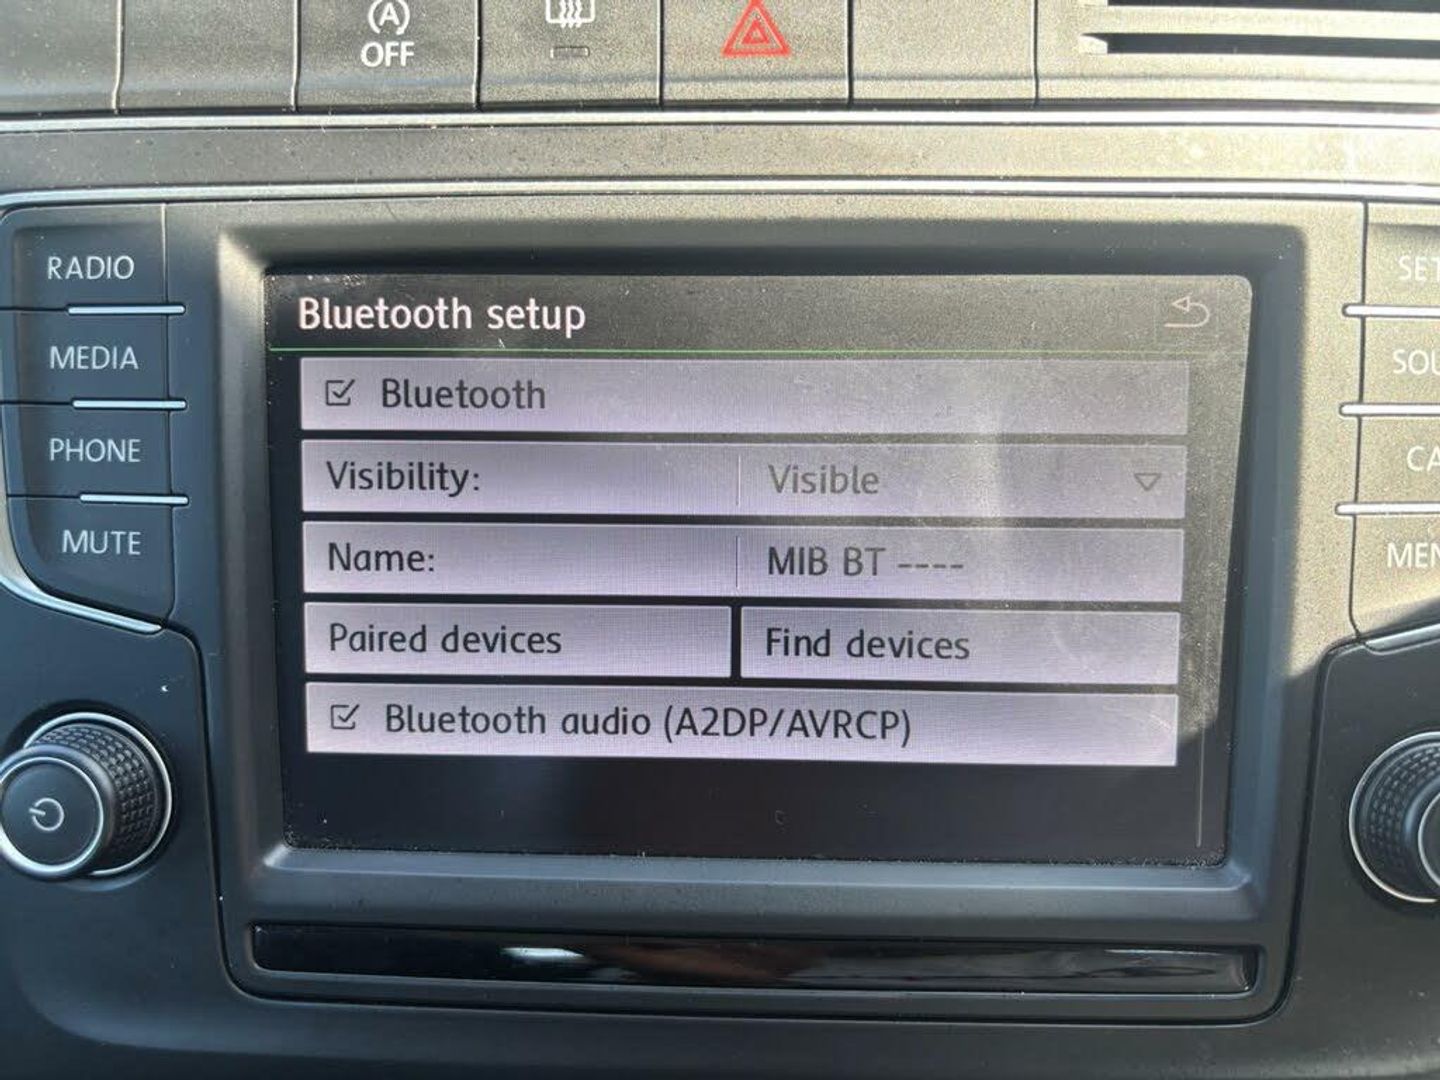 A
OFF
RADIO
MEDIA
PHONE
MUTE
Bluetooth setup
Bluetooth
Visibility: Visible
Name: MIB BT ----
Paired devices Find devices
Bluetooth audio (A2DP/AVRCP)